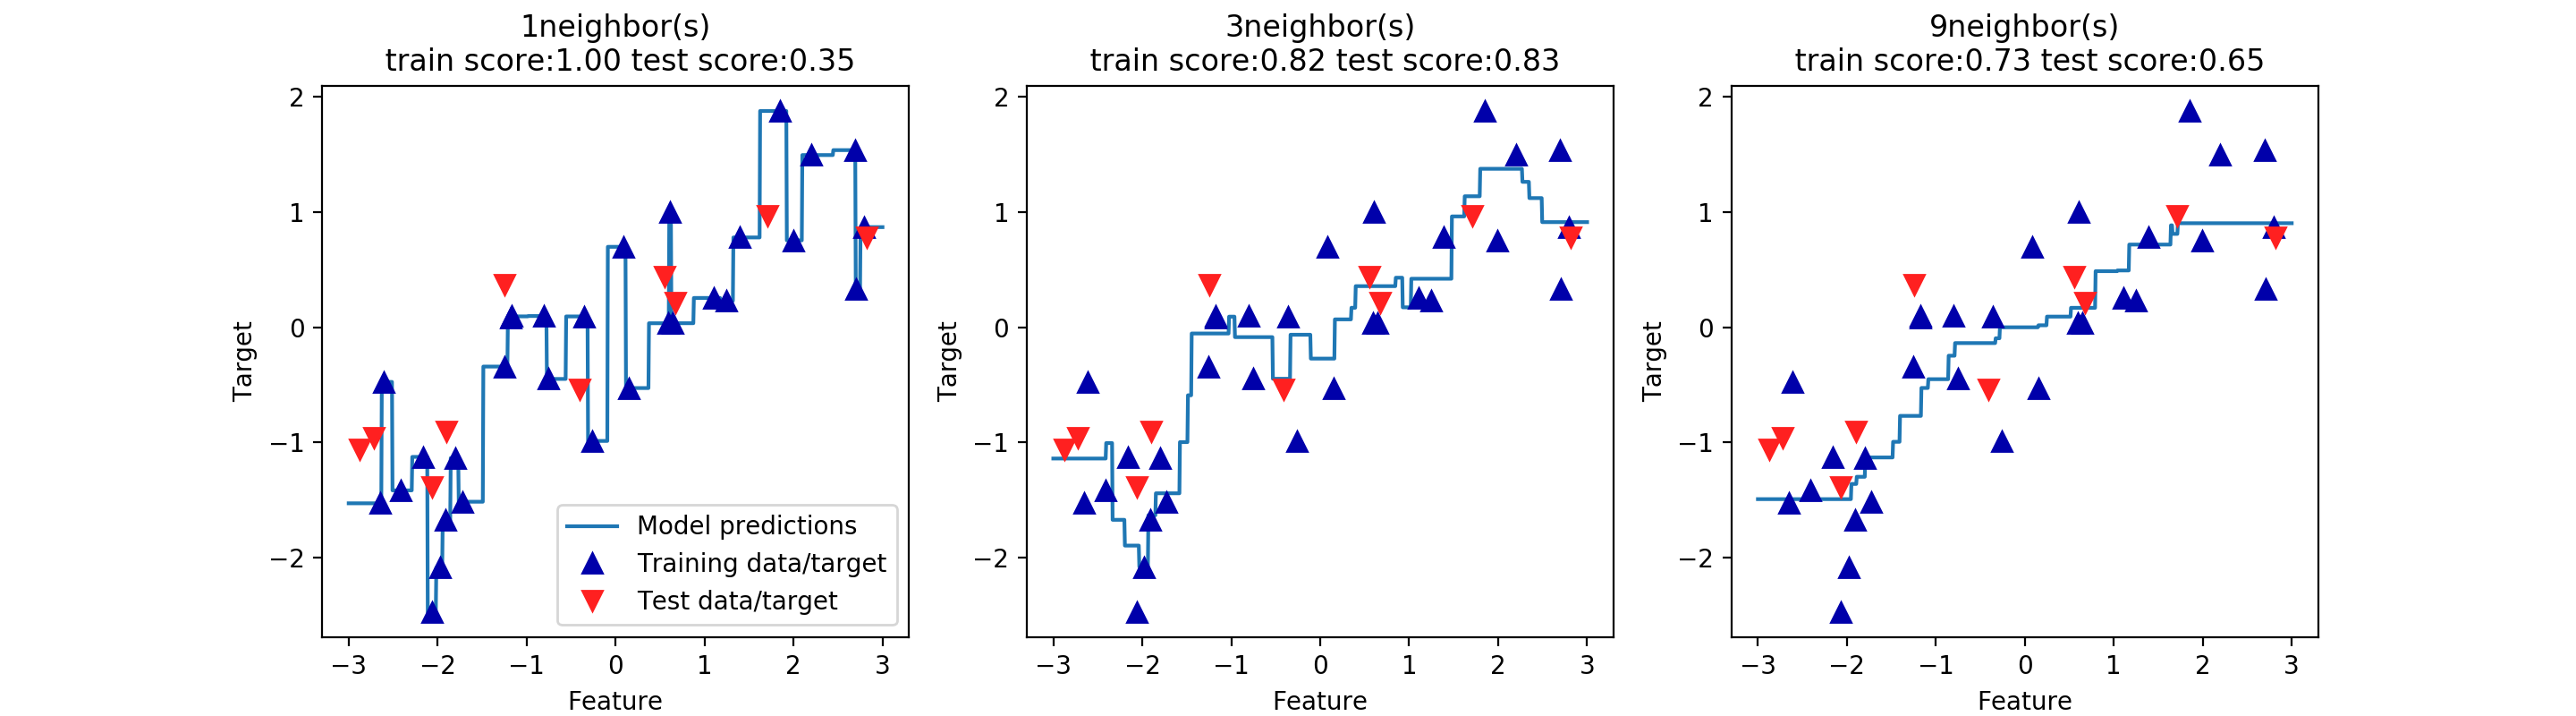 1neighbor(s)
train score:1.00 test score:0.35
2
1
0
−1
−2
Target
−3 −2 −1 0 1 2 3
Feature
Model predictions
Training data/target
Test data/target
3neighbor(s)
train score:0.82 test score:0.83
2
1
0
−1
−2
Target
−3 −2 −1 0 1 2 3
Feature
9neighbor(s)
train score:0.73 test score:0.65
2
1
0
−1
−2
Target
−3 −2 −1 0 1 2 3
Feature